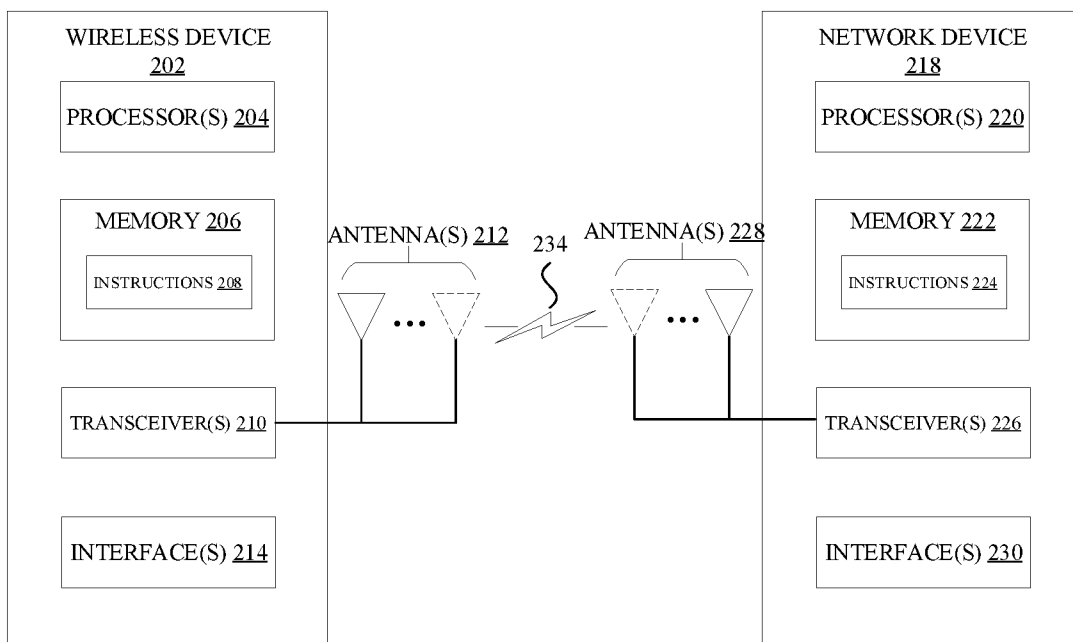 WIRELESS DEVICE
202
PROCESSOR(S) 204
MEMORY 206
INSTRUCTIONS 208
TRANSCEIVER(S) 210
INTERFACE(S) 214
ANTENNA(S) 212
234
ANTENNA(S) 228
NETWORK DEVICE
218
PROCESSOR(S) 220
MEMORY 222
INSTRUCTIONS 224
TRANSCEIVER(S) 226
INTERFACE(S) 230